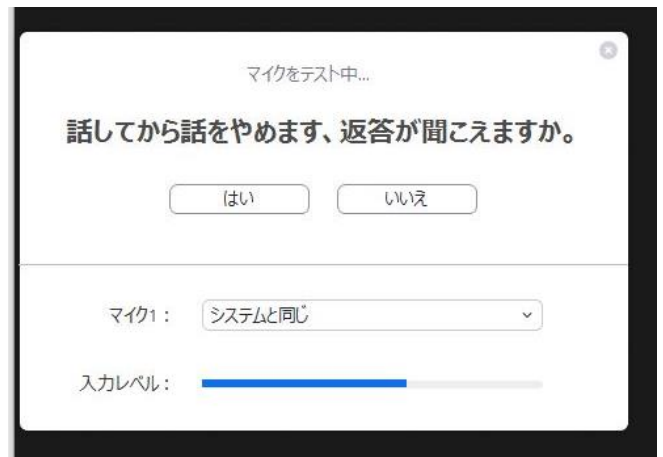 マイクをテスト中...
話してから話をやめます、返答が聞こえますか。
はい いいえ
マイク1： システムと同じ
入力レベル：